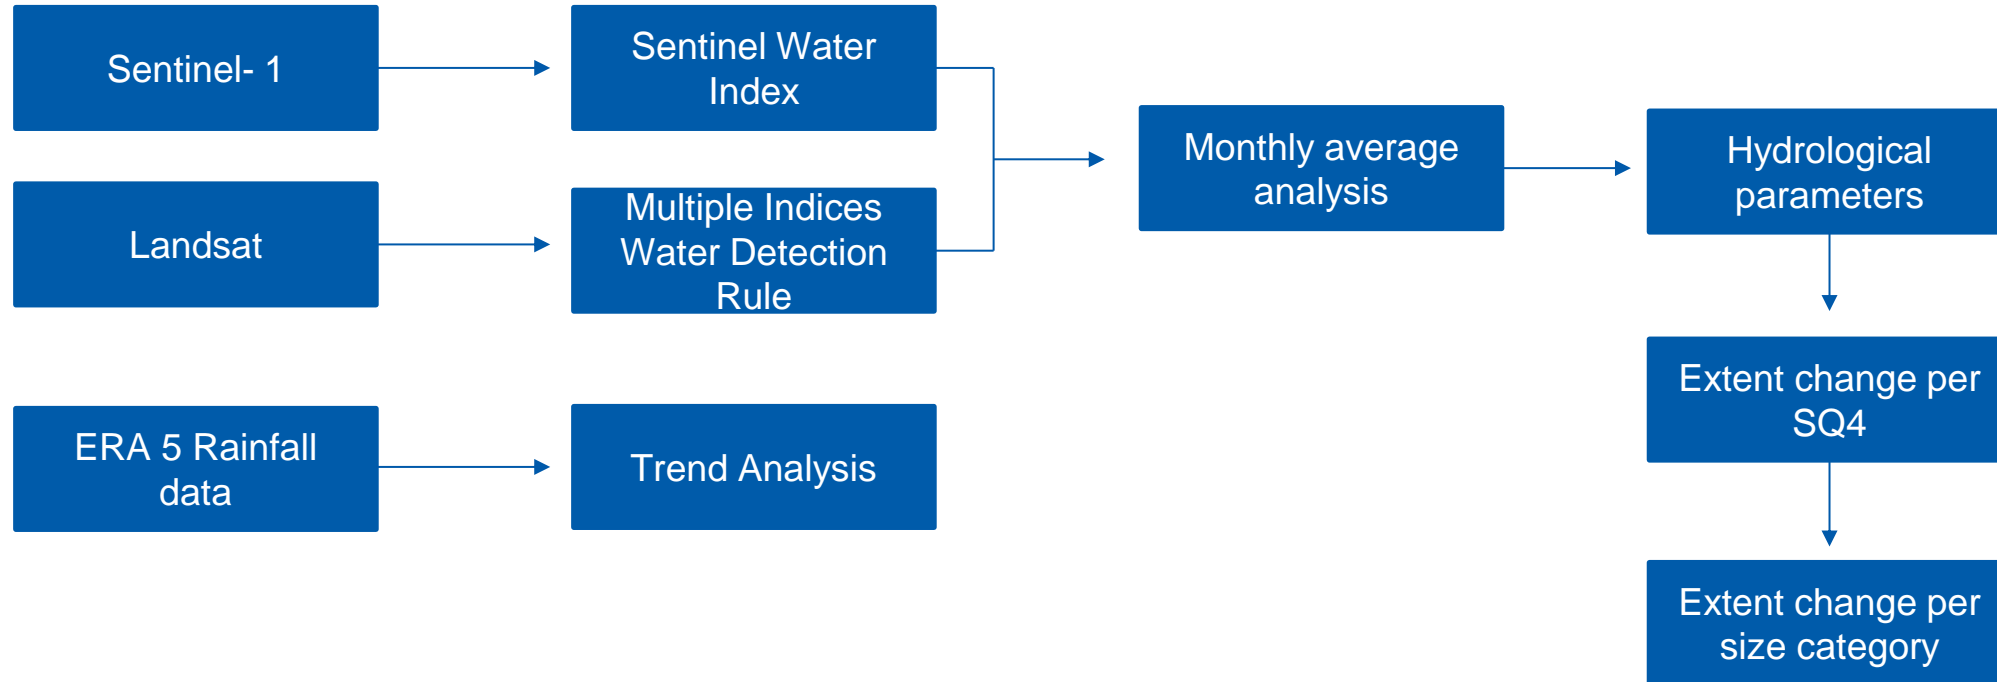 Sentinel- 1
Sentinel Water
Index
Landsat
Multiple Indices
Water Detection
Rule
Monthly average
analysis
Hydrological
parameters
ERA 5 Rainfall
data
Trend Analysis
Extent change per
SQ4
Extent change per
size category